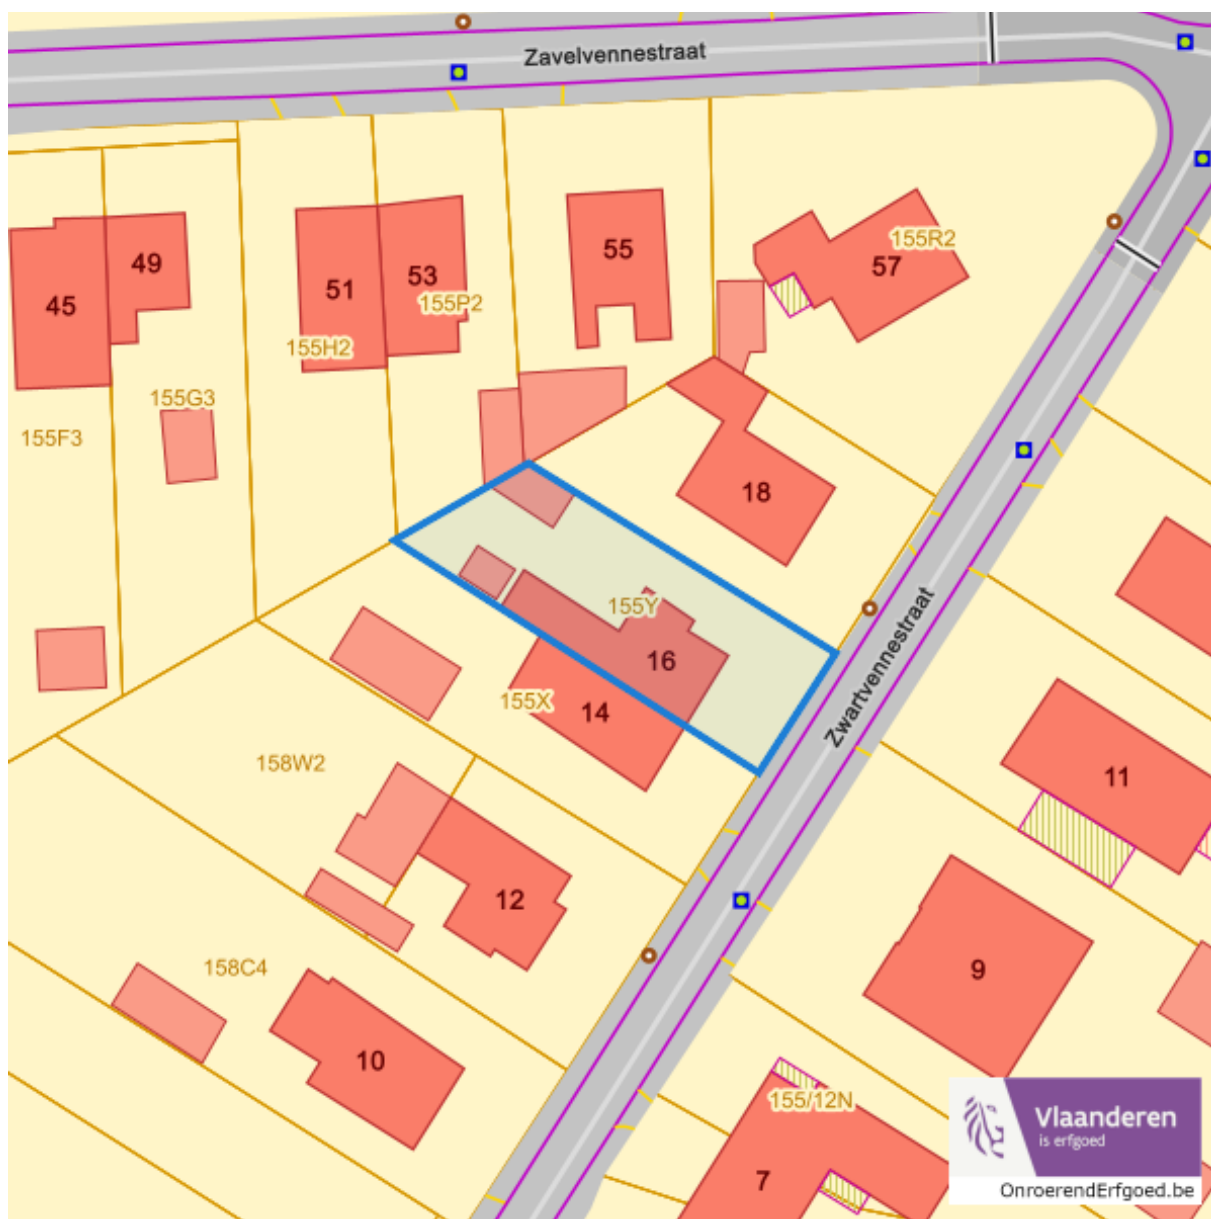 Zavelvennestraat
49
45
51
53
55
57
155R2
155P2
155H2
155G3
155F3
18
155Y
16
Zwartvennestraat
155X
14
158W2
11
12
9
158C4
10
155/12N
7
Vlaanderen
is erfgoed
OnroerendErfgoed.be